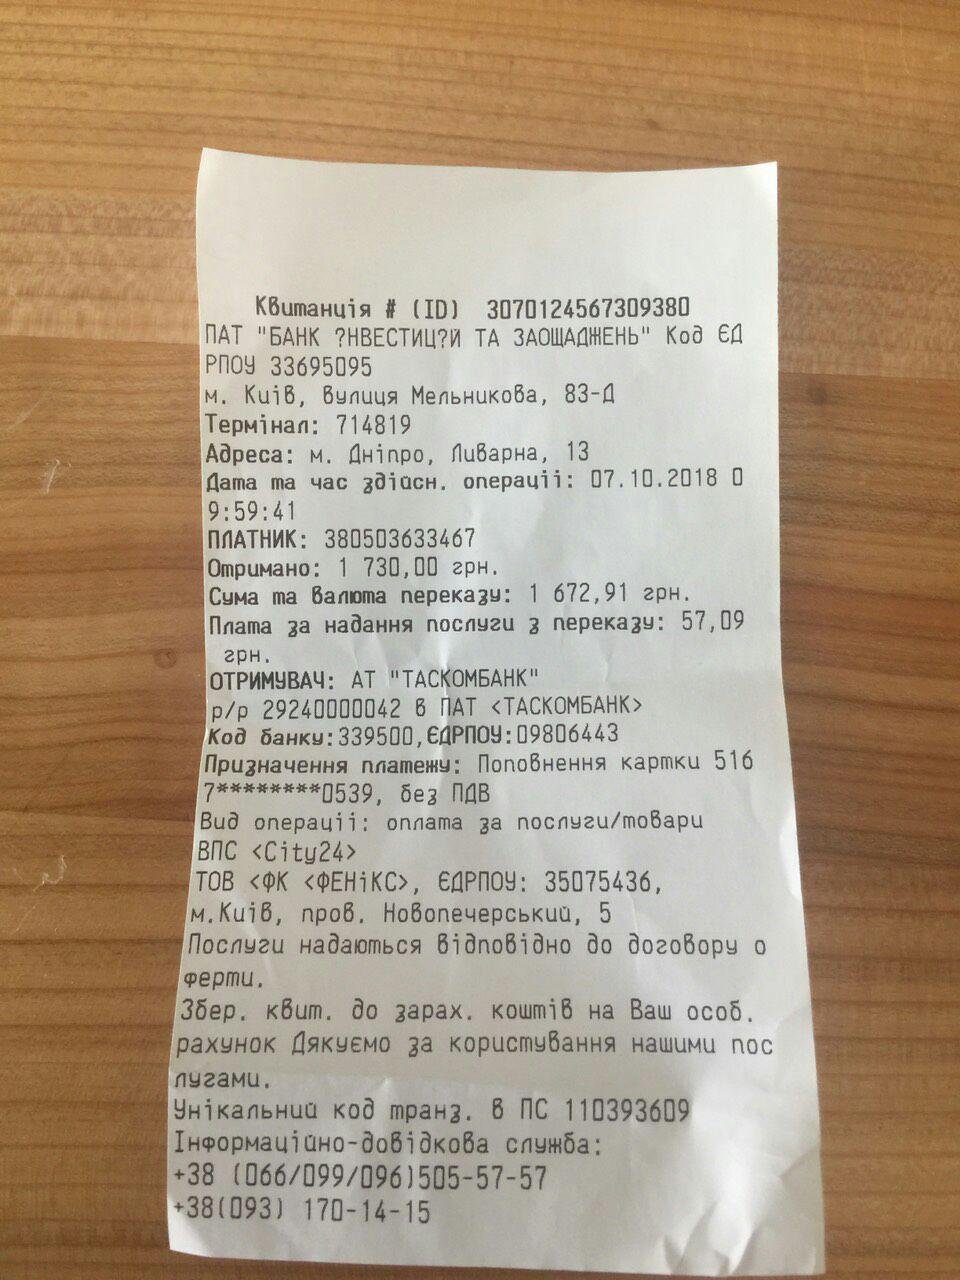 Квитанція # (ID) 3070124567309380
ПАТ "БАНК ?НВЕСТИЦ?Й ТА ЗАОЩАДЖЕНЬ" Код ЄД
РПОУ 33695095
м. Київ, вулиця Мельникова, 83-Д
Термінал: 714819
Адреса: м. Дніпро, Ливарна, 13
Дата та час здійсн. операціі: 07.10.2018 0
9:59:41
ПЛАТНИК: 380503633467
Отримано: 1 730,00 грн.
Сума та валюта переказу: 1 672,91 грн.
Плата за надання послуги з переказу: 57,09
грн.
ОТРИМУВАЧ: АТ "ТАСКОМБАНК"
р/р 29240000042 в ПАТ <ТАСКОМБАНК>
Код банку:339500,ЄДРПОУ:09806443
Призначення платежу: Поповнення картки 516
7********0539, без ПДВ
Вид операціі: оплата за послуги/товари
ВПС <City24>
ТОВ <ФК <ФЕНіКС>, ЄДРПОУ: 35075436,
м.Київ, пров. Новопечерський, 5
Послуги надаються відповідно до договору о
ферти.
Збер. квит. до зарах. коштів на Ваш особ.
рахунок Дякуємо за користування нашими пос
лугами.
Унікальний код транз. в ПС 110393609
Інформаційно-довідкова служба:
+38 (066/099/096)505-57-57
+38(093) 170-14-15